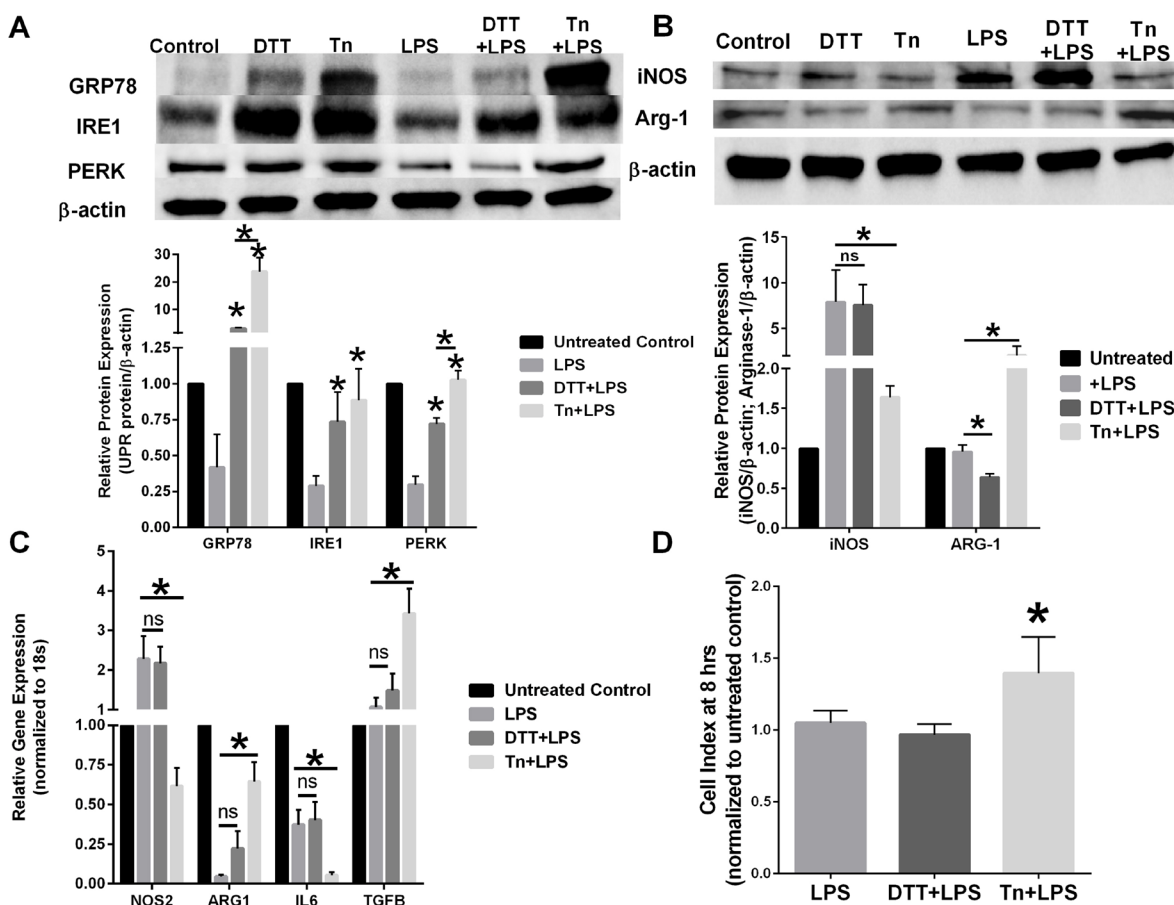 A
Control DTT Tn LPS DTT +LPS Tn +LPS
GRP78
IRE1
PERK
β-actin
Relative Protein Expression
(UPR protein/β-actin)
30
20
10
1.25
1.00
0.75
0.50
0.25
0.00
* * * * * * * *
GRP78 IRE1 PERK
Untreated Control
LPS
DTT+LPS
Tn+LPS
B
Control DTT Tn LPS DTT +LPS Tn +LPS
iNOS
Arg-1
β-actin
Relative Protein Expression
(iNOS/β-actin; Arginase-1/β-actin)
15
10
5
2.0
1.5
1.0
0.5
0.0
*
ns
*
*
iNOS ARG-1
Untreated
+LPS
DTT+LPS
Tn+LPS
C
Relative Gene Expression
(normalized to 18s)
5
4
3
2
1.00
0.75
0.50
0.25
0.00
* *
ns ns
* *
ns ns
NOS2 ARG1 IL6 TGFB
Untreated Control
LPS
DTT+LPS
Tn+LPS
D
Cell Index at 8 hrs
(normalized to untreated control)
2.0
1.5
1.0
0.5
0.0
*
LPS DTT+LPS Tn+LPS